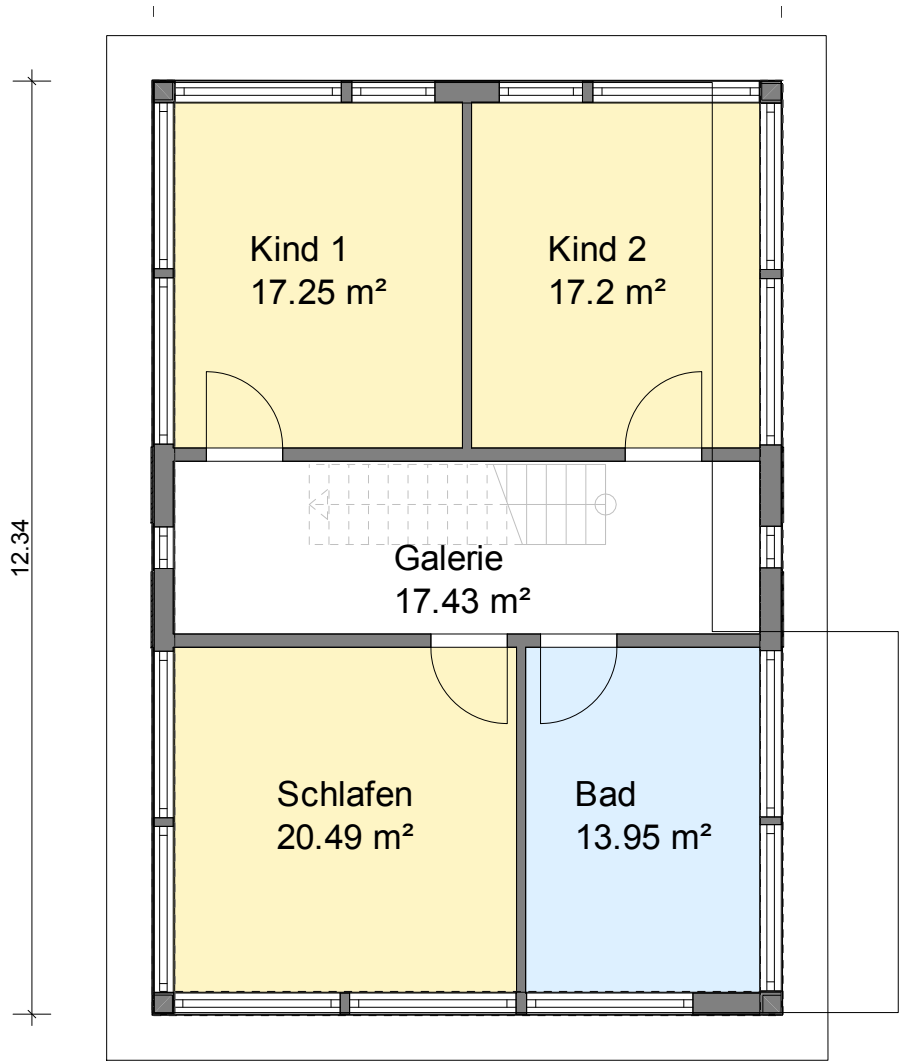 Kind 1
17.25 m²
Kind 2
17.2 m²
12.34
Galerie
17.43 m²
Schlafen
20.49 m²
Bad
13.95 m²